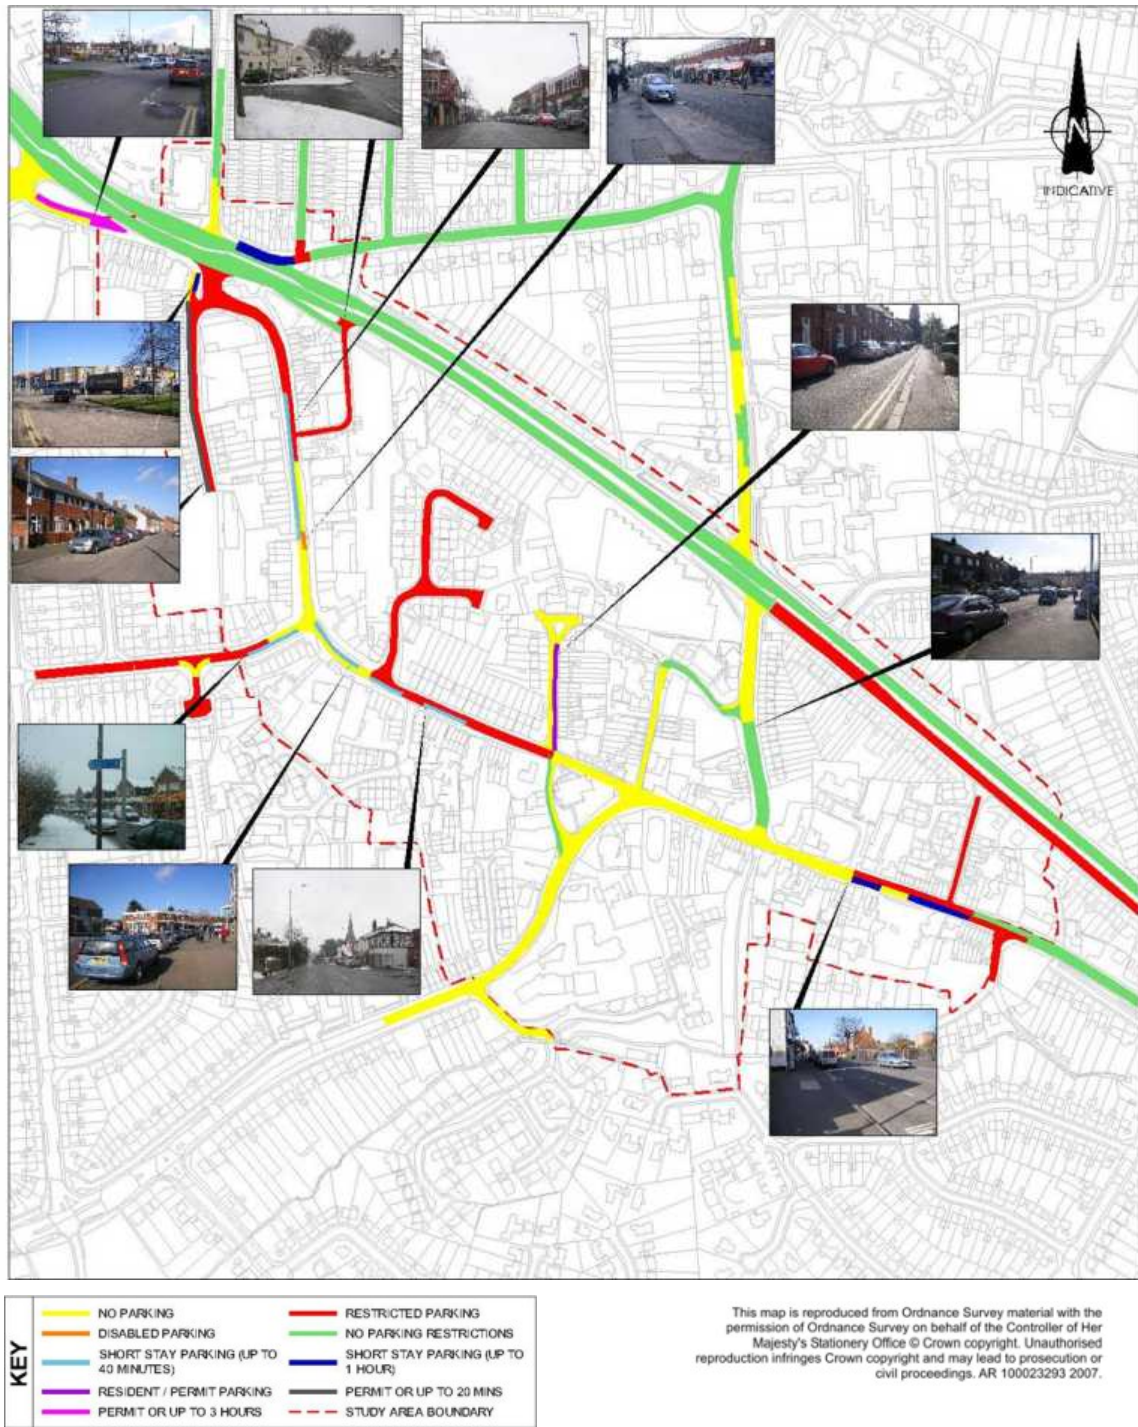 N
INDICATIVE
KEY
NO PARKING
DISABLED PARKING
SHORT STAY PARKING (UP TO
40 MINUTES)
RESIDENT / PERMIT PARKING
PERMIT OR UP TO 3 HOURS
RESTRICTED PARKING
NO PARKING RESTRICTIONS
SHORT STAY PARKING (UP TO
1 HOUR)
PERMIT OR UP TO 20 MINS
STUDY AREA BOUNDARY
This map is reproduced from Ordnance Survey material with the
permission of Ordnance Survey on behalf of the Controller of Her
Majesty's Stationery Office © Crown copyright. Unauthorised
reproduction infringes Crown copyright and may lead to prosecution or
civil proceedings. AR 100023293 2007.